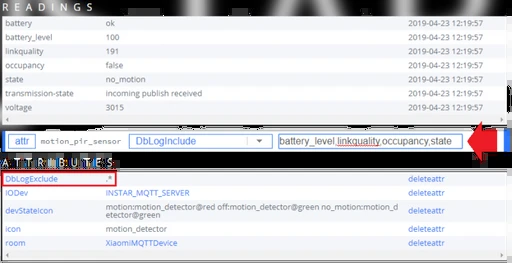 READINGS
battery ok 2019-04-23 12:19:57
battery_level 100 2019-04-23 12:19:57
linkquality 191 2019-04-23 12:19:57
occupancy false 2019-04-23 12:19:57
state no_motion 2019-04-23 12:19:57
transmission-state incoming publish received 2019-04-23 12:19:57
voltage 3015 2019-04-23 12:19:57
attr motion_pir_sensor DbLogInclude battery_level,linkquality,occupancy,state
ATTRIBUTES
DbLogExclude .* deleteattr
IODev INSTAR_MQTT_SERVER deleteattr
devStateIcon motion:motion_detector@red off:motion_detector@green no_motion:motion_d
etector@green deleteattr
icon motion_detector deleteattr
room XiaomiMQTTDevice deleteattr